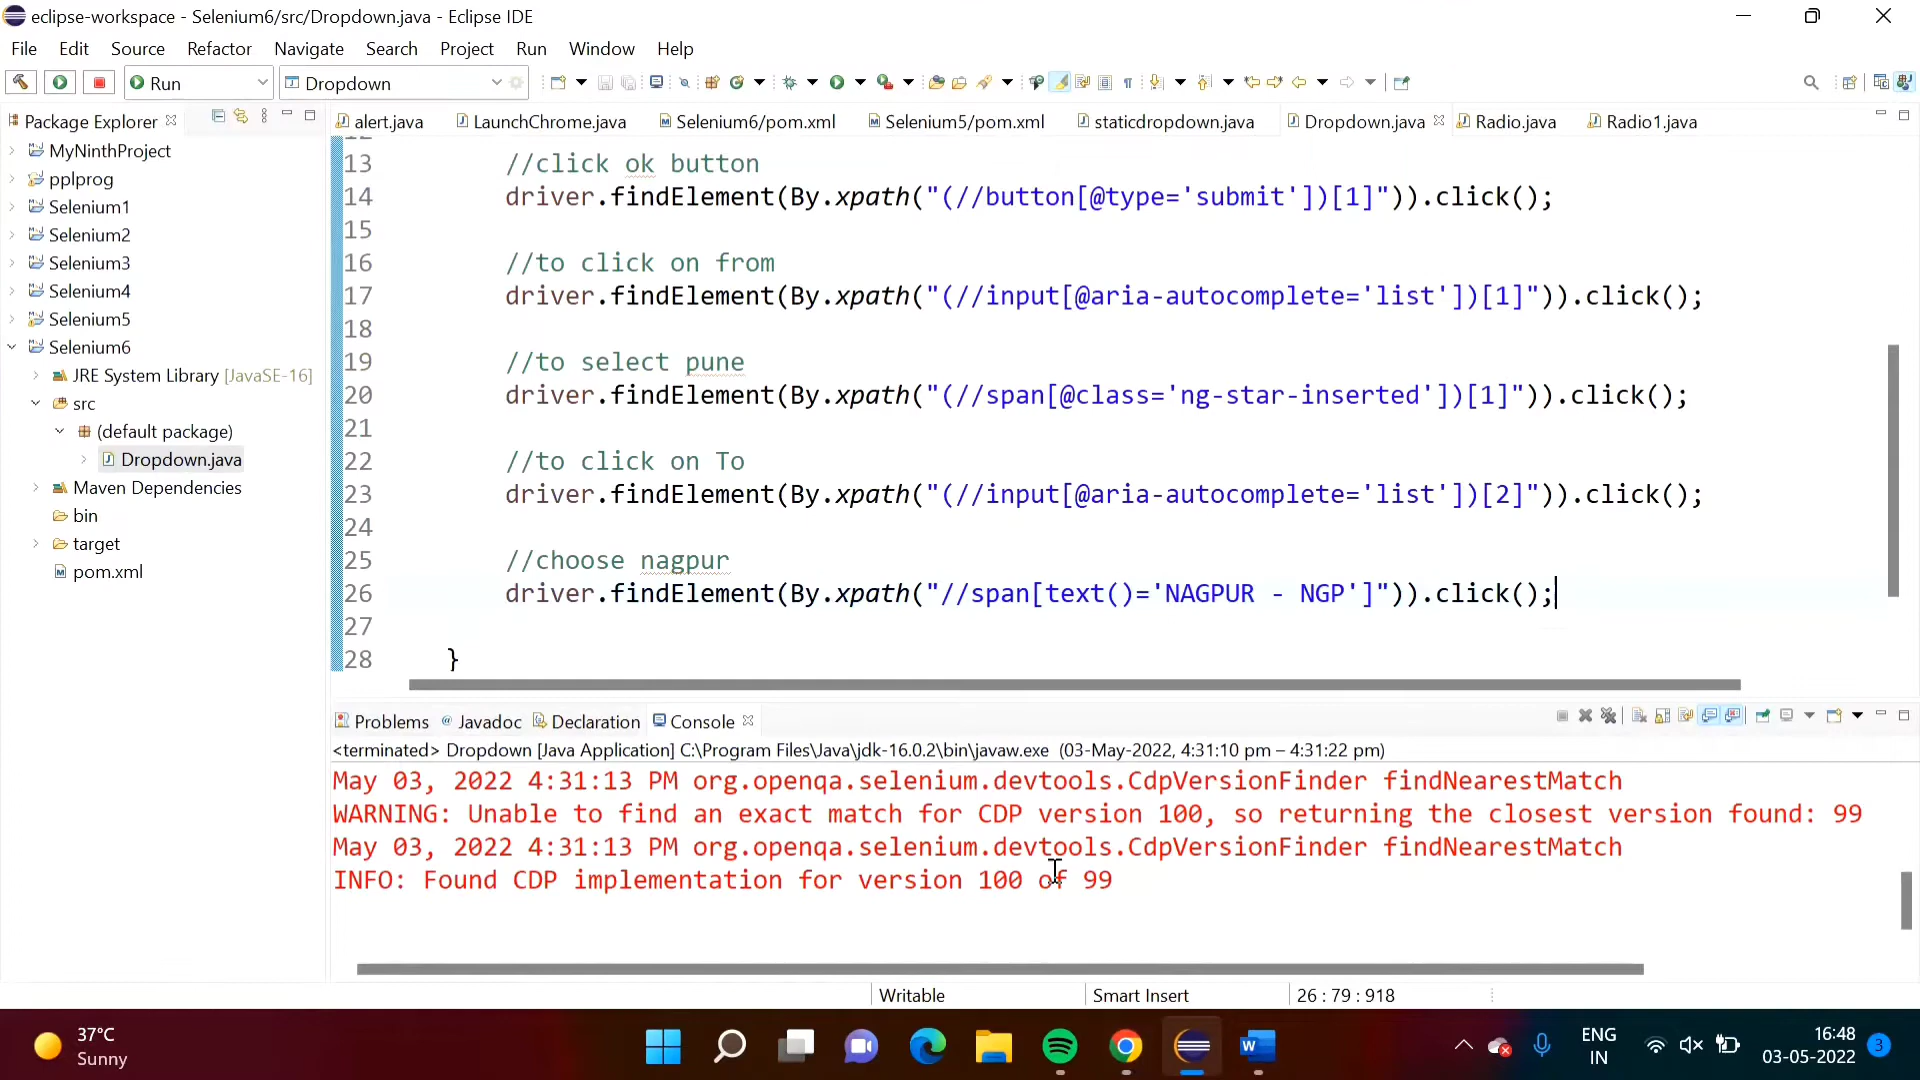 eclipse-workspace - Selenium6/src/Dropdown.java - Eclipse IDE
File Edit Source Refactor Navigate Search Project Run Window Help
Run Dropdown
Package Explorer
MyNinthProject
pplprog
Selenium1
Selenium2
Selenium3
Selenium4
Selenium5
Selenium6
JRE System Library [JavaSE-16]
src
(default package)
Dropdown.java
Maven Dependencies
bin
target
pom.xml
alert.java LaunchChrome.java Selenium6/pom.xml Selenium5/pom.xml staticdropdown.java Dropdown.java Radio.java Radio1.java
13 //click ok button
14 driver.findElement(By.xpath("(//button[@type='submit'])[1]")).click();
15
16 //to click on from
17 driver.findElement(By.xpath("(//input[@aria-autocomplete='list'])[1]")).click();
18
19 //to select pune
20 driver.findElement(By.xpath("(//span[@class='ng-star-inserted'])[1]")).click();
21
22 //to click on To
23 driver.findElement(By.xpath("(//input[@aria-autocomplete='list'])[2]")).click();
24
25 //choose nagpur
26 driver.findElement(By.xpath("//span[text()='NAGPUR - NGP']")).click();
27
28 }
Problems Javadoc Declaration Console
<terminated> Dropdown [Java Application] C:\Program Files\Java\jdk-16.0.2\bin\javaw.exe (03-May-2022, 4:31:10 pm – 4:31:22 pm)
May 03, 2022 4:31:13 PM org.openqa.selenium.devtools.CdpVersionFinder findNearestMatch
WARNING: Unable to find an exact match for CDP version 100, so returning the closest version found: 99
May 03, 2022 4:31:13 PM org.openqa.selenium.devtools.CdpVersionFinder findNearestMatch
INFO: Found CDP implementation for version 100 of 99
Writable Smart Insert 26 : 79 : 918
37°C
Sunny
ENG
IN
16:48
03-05-2022
3